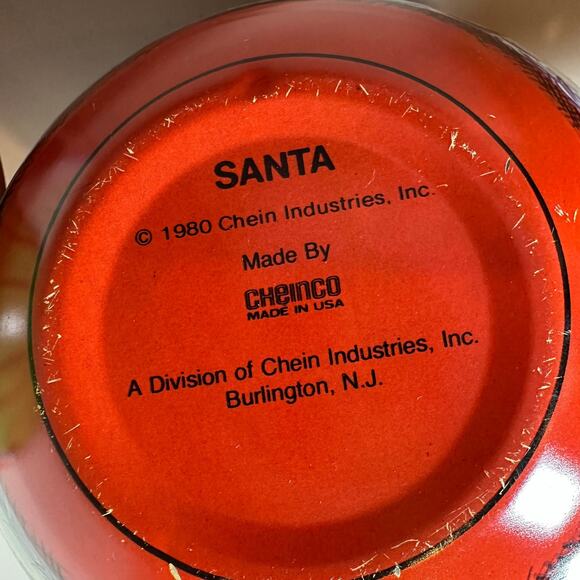 SANTA
© 1980 Chein Industries, Inc.
Made By
CHEINCO
MADE IN USA
A Division of Chein Industries, Inc.
Burlington, N.J.